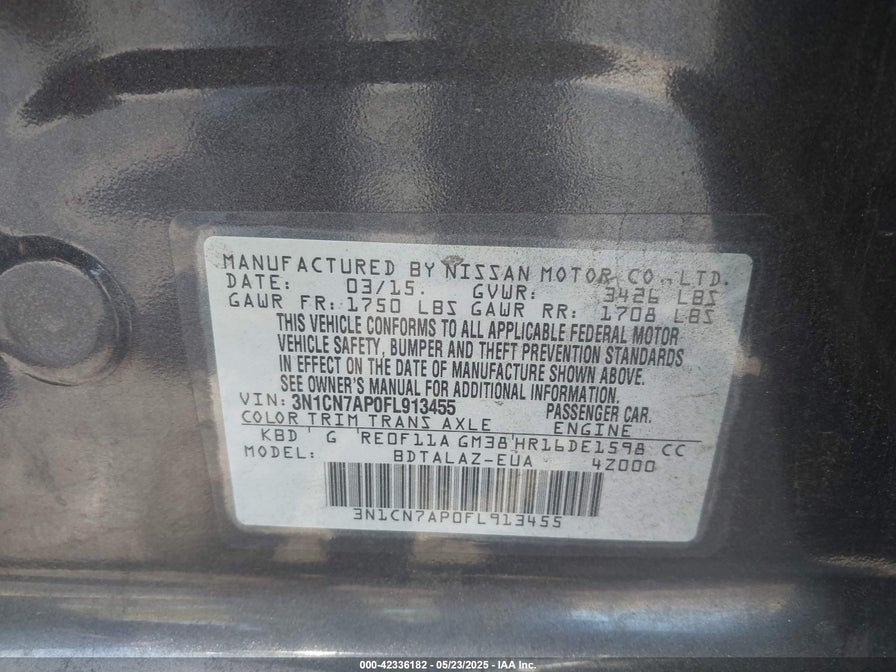 MANUFACTURED BY NISSAN MOTOR CO., LTD.
DATE: 03/15. GVWR: 3426 LBS
GAWR FR: 1750 LBS GAWR RR: 1708 LBS
THIS VEHICLE CONFORMS TO ALL APPLICABLE FEDERAL MOTOR
VEHICLE SAFETY, BUMPER AND THEFT PREVENTION STANDARDS
IN EFFECT ON THE DATE OF MANUFACTURE SHOWN ABOVE.
SEE OWNER'S MANUAL FOR ADDITIONAL INFORMATION.
VIN: 3N1CN7AP0FL913455 PASSENGER CAR.
COLOR TRIM TRANS AXLE ENGINE
KBD G RE0F11A GM38 HR16DE1598 CC
MODEL: BDTALAZ-EUA 4Z000
3N1CN7AP0FL913455
000-42336182 - 05/23/2025 - IAA Inc.